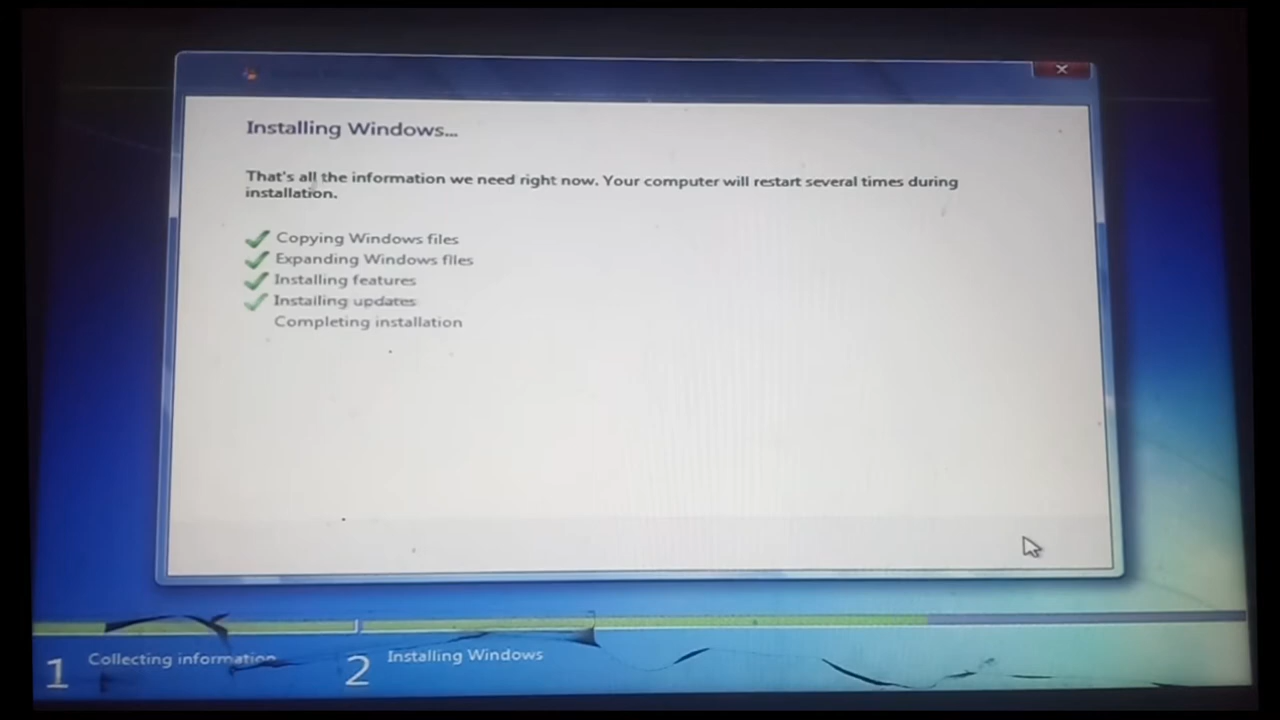 Installing Windows...
That's all the information we need right now. Your computer will restart several times during
installation.
Copying Windows files
Expanding Windows files
Installing features
Installing updates
Completing installation
1 Collecting information
2 Installing Windows